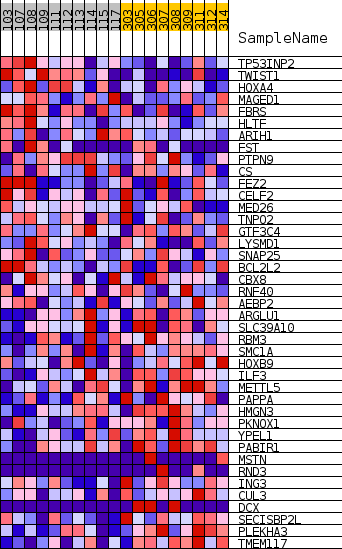 103 107 108 109 111 112 113 114 115 117 303 305 306 307 308 309 311 312 314
SampleName
TP53INP2
TWIST1
HOXA4
MAGED1
FBRS
HLTF
ARIH1
FST
PTPN9
CS
FEZ2
CELF2
MED26
TNPO2
GTF3C4
LYSMD1
SNAP25
BCL2L2
CBX8
RNF40
AEBP2
ARGLU1
SLC39A10
RBM3
SMC1A
HOXB9
ILF3
METTL5
PAPPA
HMGN3
PKNOX1
YPEL1
PABIR1
MSTN
RND3
ING3
CUL3
DCX
SECISBP2L
PLEKHA3
TMEM117